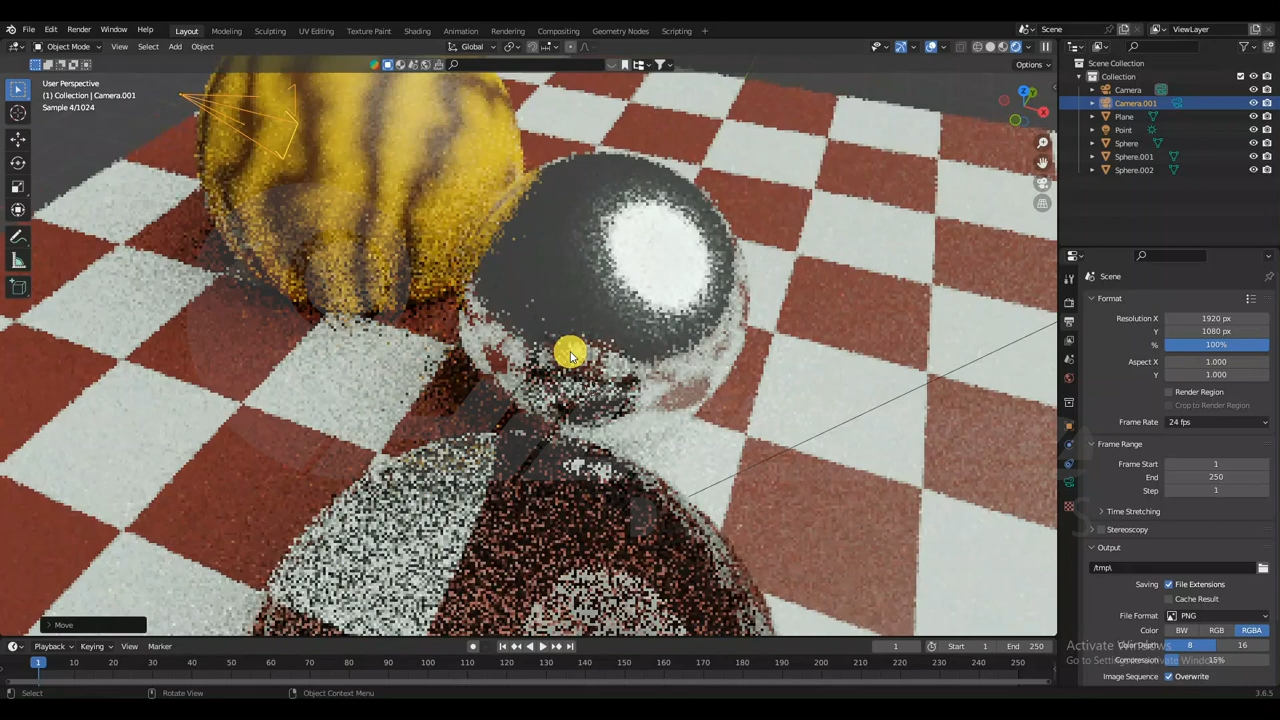 File Edit Render Window Help Layout Modeling Sculpting UV Editing Texture Paint Shading Animation Rendering Compositing Geometry Nodes Scripting + Scene ViewLayer
Object Mode View Select Add Object Global
Options
User Perspective
(1) Collection | Camera.001
Sample 4/1024
Scene Collection
Collection
Camera
Camera.001
Plane
Point
Sphere
Sphere.001
Sphere.002
Scene
Format
Resolution X 1920 px
Y 1080 px
% 100%
Aspect X 1.000
Y 1.000
Render Region
Crop to Render Region
Frame Rate 24 fps
Frame Range
Frame Start 1
End 250
Step 1
Time Stretching
Stereoscopy
Output
/tmp\
Saving File Extensions
Cache Result
File Format PNG
Color BW RGB RGBA
Color Depth 8 16
Compression 15%
Image Sequence Overwrite
Activate Windows
Go to Settings to activate Windows.
Move
Playback Keying View Marker 1 Start 1 End 250
1 10 20 30 40 50 60 70 80 90 100 110 120 130 140 150 160 170 180 190 200 210 220 230 240 250
Select Rotate View Object Context Menu 3.6.5